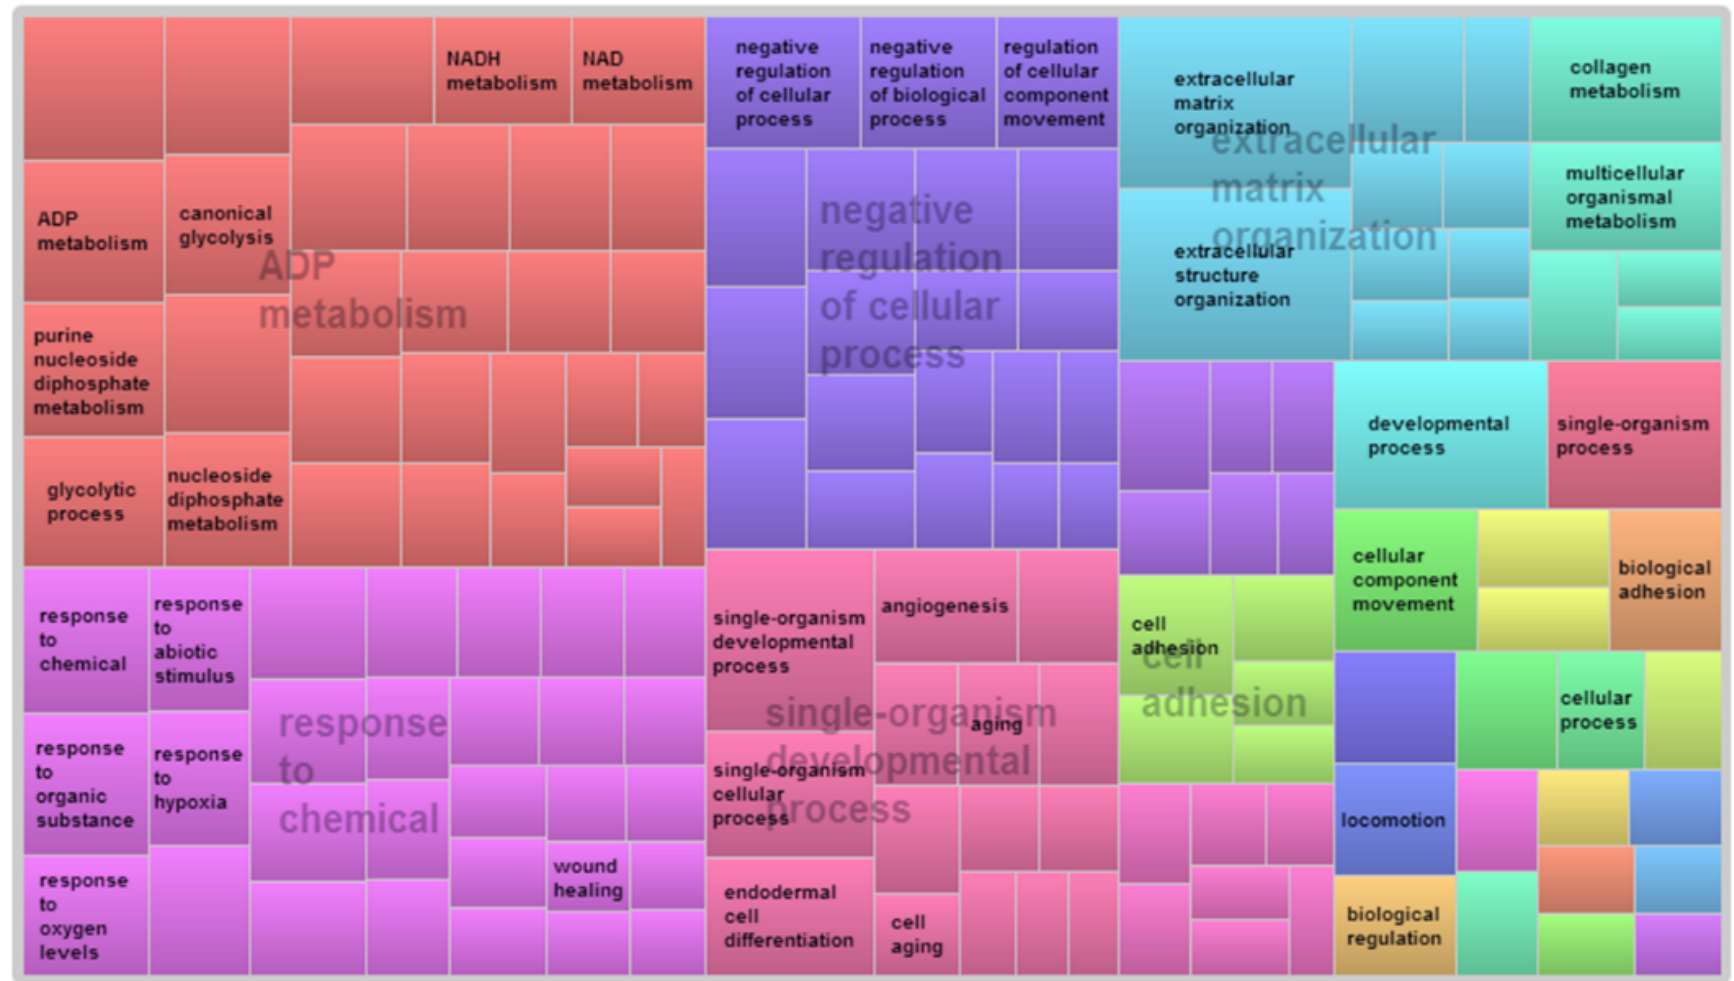 NADH
metabolism
NAD
metabolism
ADP
metabolism
canonical
glycolysis
purine
nucleoside
diphosphate
metabolism
glycolytic
process
nucleoside
diphosphate
metabolism
ADP
metabolism
negative
regulation
of cellular
process
negative
regulation
of biological
process
regulation
of cellular
component
movement
negative
regulation
of cellular
process
extracellular
matrix
organization
extracellular
structure
organization
extracellular
matrix
organization
collagen
metabolism
multicellular
organismal
metabolism
developmental
process
single-organism
process
cellular
component
movement
biological
adhesion
cell
adhesion
cell
adhesion
cellular
process
locomotion
biological
regulation
response
to
chemical
response
to
abiotic
stimulus
response
to
organic
substance
response
to
hypoxia
response
to
oxygen
levels
wound
healing
response
to
chemical
single-organism
developmental
process
angiogenesis
aging
single-organism
cellular
process
endodermal
cell
differentiation
cell
aging
single-organism
developmental
process